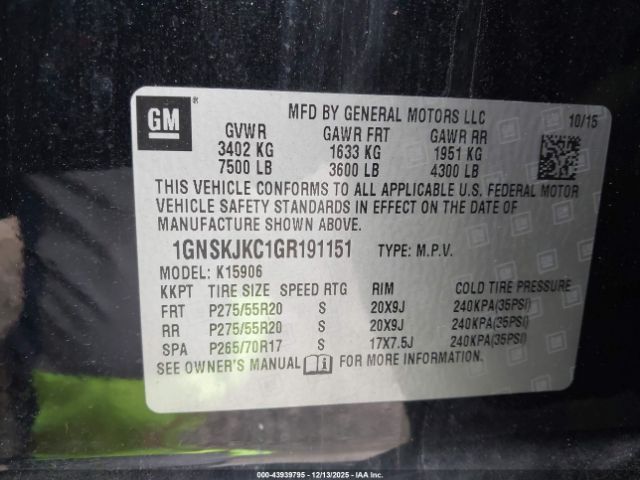 GM ®
MFD BY GENERAL MOTORS LLC 10/15
GVWR GAWR FRT GAWR RR
3402 KG 1633 KG 1951 KG
7500 LB 3600 LB 4300 LB
THIS VEHICLE CONFORMS TO ALL APPLICABLE U.S. FEDERAL MOTOR
VEHICLE SAFETY STANDARDS IN EFFECT ON THE DATE OF
MANUFACTURE SHOWN ABOVE.
1GNSKJKC1GR191151 TYPE: M.P.V.
MODEL: K15906
KKPT TIRE SIZE SPEED RTG RIM COLD TIRE PRESSURE
FRT P275/55R20 S 20X9J 240KPA(35PSI)
RR P275/55R20 S 20X9J 240KPA(35PSI)
SPA P265/70R17 S 17X7.5J 240KPA(35PSI)
SEE OWNER'S MANUAL FOR MORE INFORMATION.
000-43939795 - 12/13/2025 - IAA Inc.